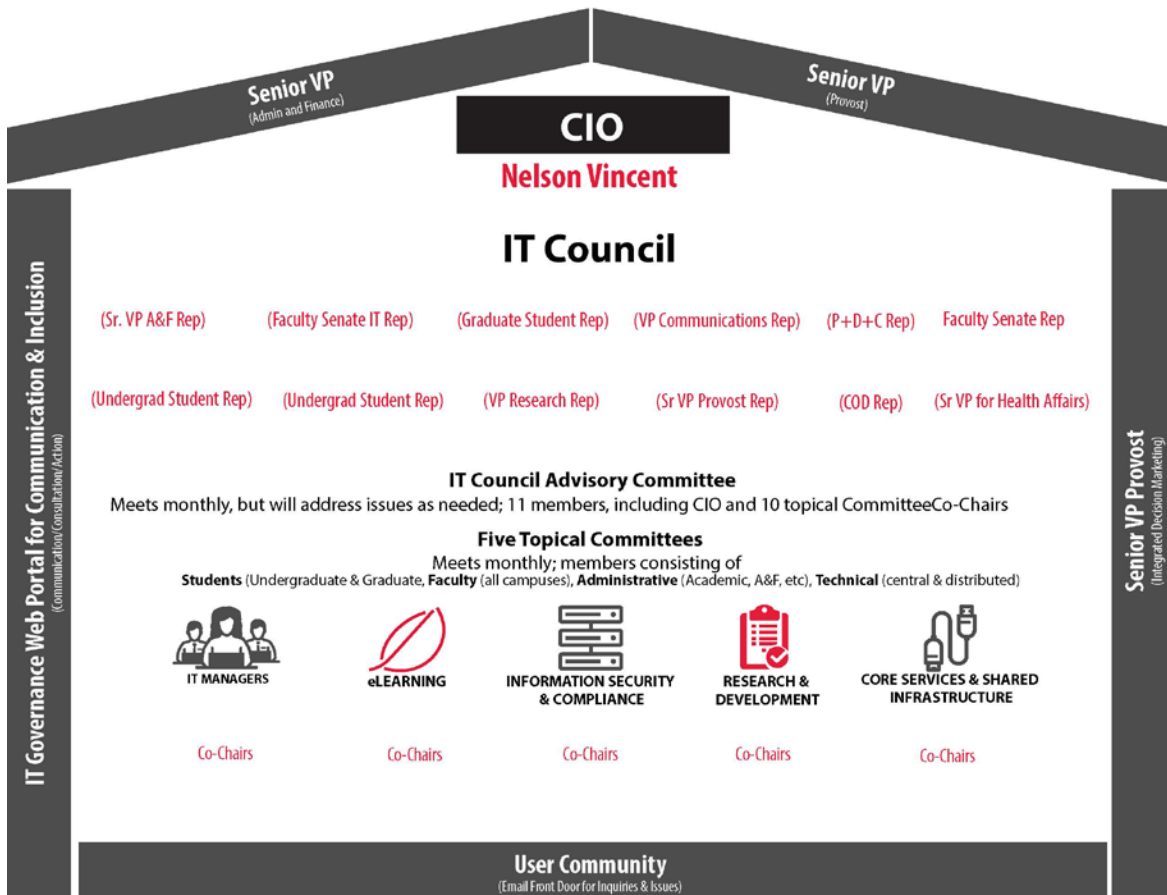 Senior VP
(Admin and Finance)
Senior VP
(Provost)
CIO
Nelson Vincent
IT Council
(Sr. VP A&F Rep)
(Faculty Senate IT Rep)
(Graduate Student Rep)
(VP Communications Rep)
(P+D+C Rep)
Faculty Senate Rep
(Undergrad Student Rep)
(Undergrad Student Rep)
(VP Research Rep)
(Sr VP Provost Rep)
(COD Rep)
(Sr VP for Health Affairs)
IT Council Advisory Committee
Meets monthly, but will address issues as needed; 11 members, including CIO and 10 topical CommitteeCo-Chairs
Five Topical Committees
Meets monthly; members consisting of
Students (Undergraduate & Graduate, Faculty (all campuses), Administrative (Academic, A&F, etc), Technical (central & distributed)
IT MANAGERS
eLEARNING
INFORMATION SECURITY
& COMPLIANCE
RESEARCH &
DEVELOPMENT
CORE SERVICES & SHARED
INFRASTRUCTURE
Co-Chairs
Co-Chairs
Co-Chairs
Co-Chairs
Co-Chairs
IT Governance Web Portal for Communication & Inclusion
(Communication/Consultation/Action)
Senior VP Provost
(Integrated Decision Marketing)
User Community
(Email Front Door for Inquiries & Issues)